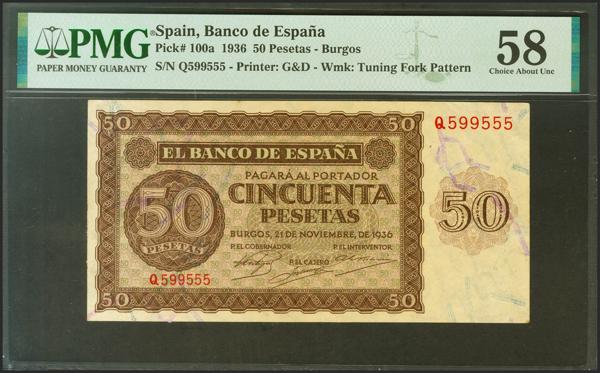 PMG
PAPER MONEY GUARANTY
Spain, Banco de España
Pick# 100a 1936 50 Pesetas - Burgos
S/N Q599555 - Printer: G&D - Wmk: Tuning Fork Pattern
58
Choice About Unc
50
50
Q599555
EL BANCO DE ESPAÑA
PAGARÁ AL PORTADOR
CINCUENTA
PESETAS
50
PESETAS
50
BURGOS, 21 DE NOVIEMBRE, DE 1936
P. EL GOBERNADOR
P. EL INTERVENTOR
P. EL CAJERO
Q599555
50
50